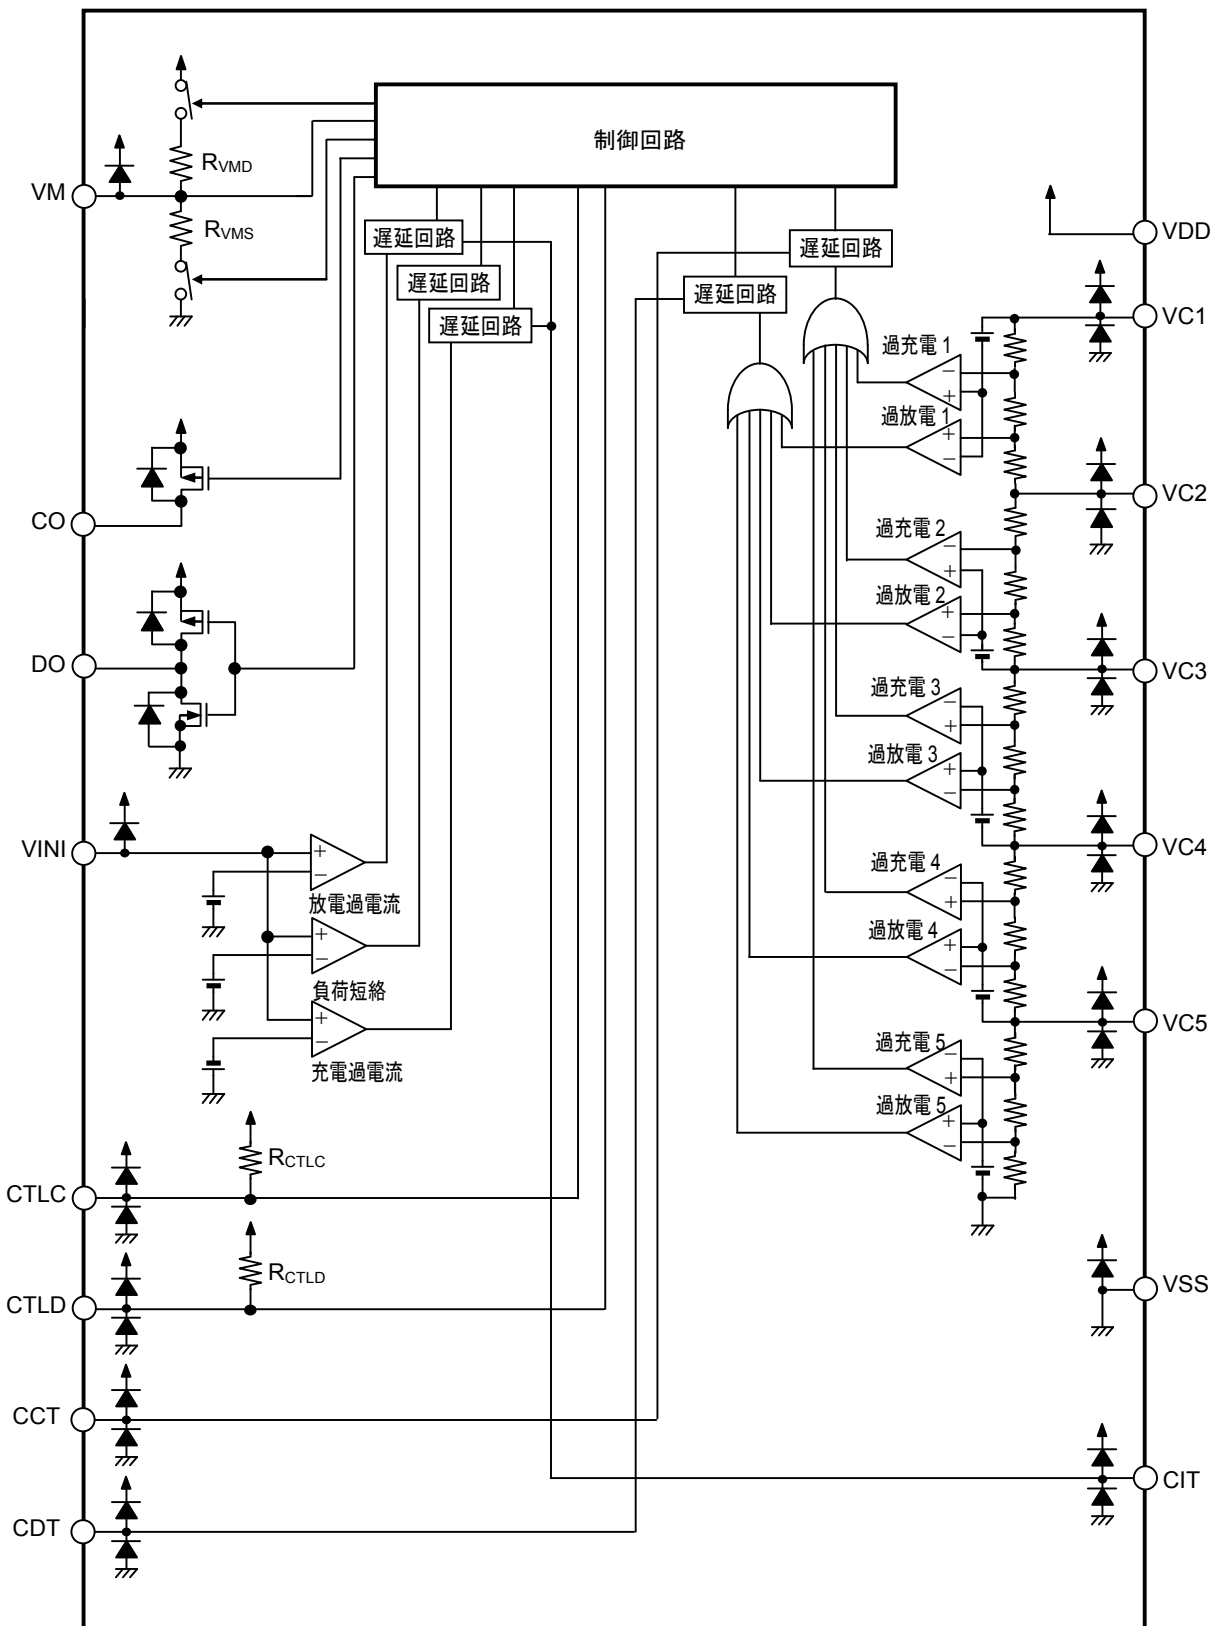 制御回路
RVMD
VM
RVMS
遅延回路
遅延回路
遅延回路
遅延回路
遅延回路
VDD
VC1
過充電 1
過放電 1
VC2
CO
過充電 2
過放電 2
DO
VC3
過充電 3
過放電 3
VINI
VC4
放電過電流
過充電 4
過放電 4
負荷短絡
VC5
充電過電流
過充電 5
過放電 5
RCTLC
CTLC
RCTLD
CTLD
VSS
CCT
CIT
CDT